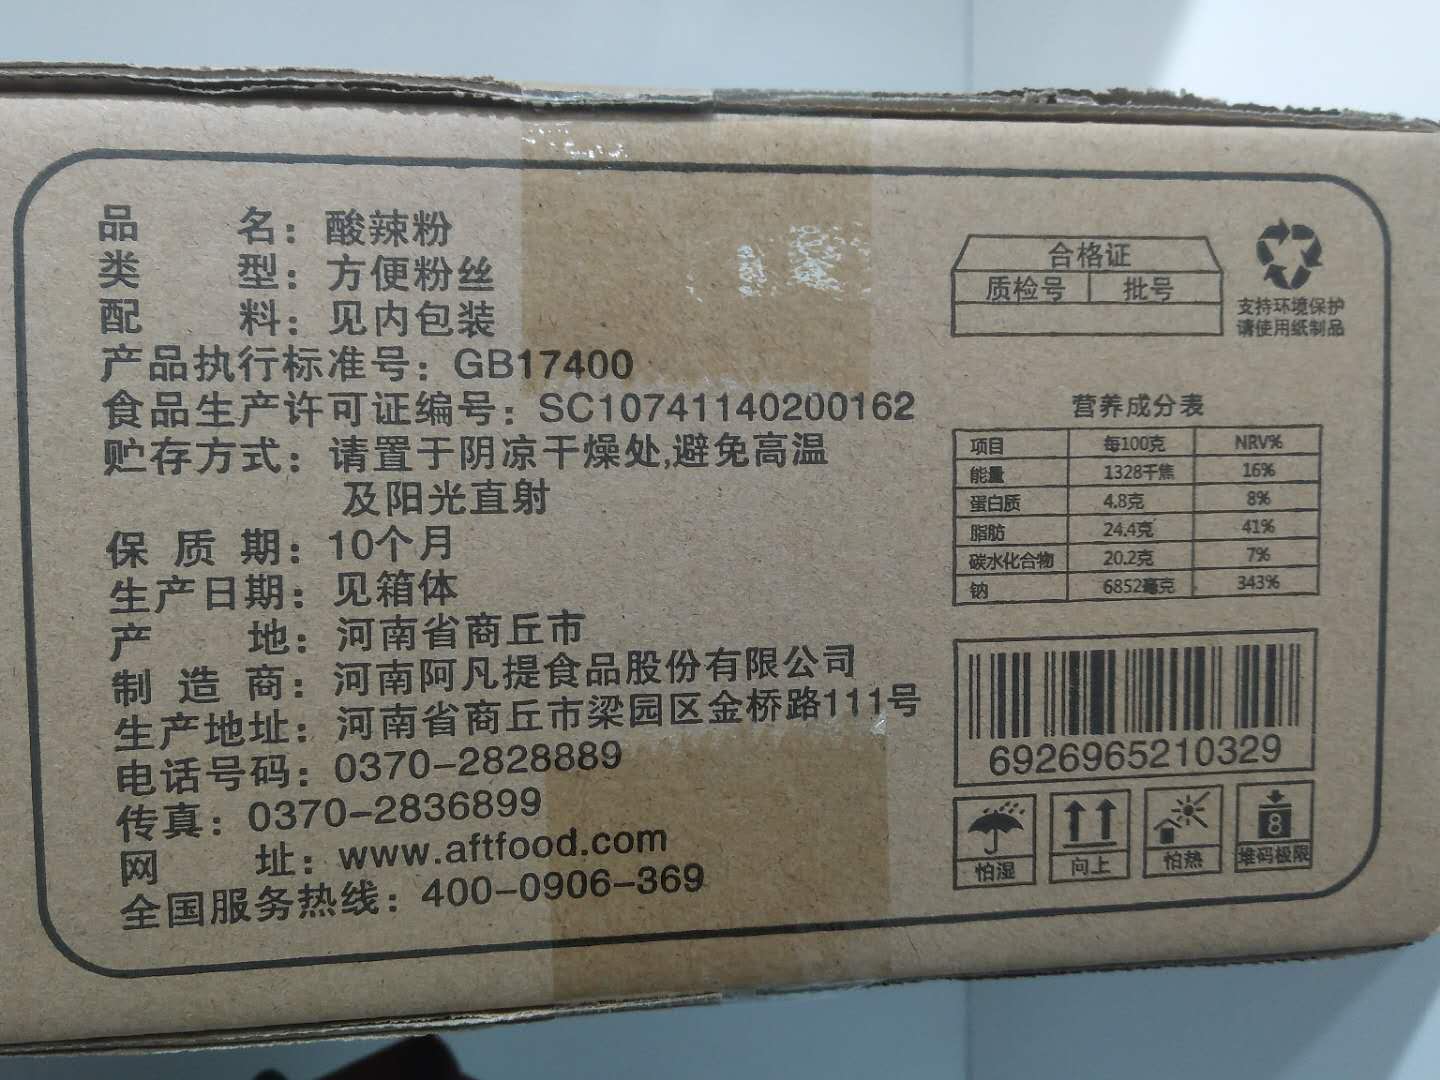 品 名：酸辣粉
类 型：方便粉丝
配 料：见内包装
产品执行标准号：GB17400
食品生产许可证编号：SC10741140200162
贮存方式：请置于阴凉干燥处,避免高温
及阳光直射
保 质 期：10个月
生产日期：见箱体
产 地：河南省商丘市
制 造 商：河南阿凡提食品股份有限公司
生产地址：河南省商丘市梁园区金桥路111号
电话号码：0370-2828889
传真：0370-2836899
网 址：www.aftfood.com
全国服务热线：400-0906-369
合格证
质检号 批号
支持环境保护
请使用纸制品
营养成分表
项目 每100克 NRV%
能量 1328千焦 16%
蛋白质 4.8克 8%
脂肪 24.4克 41%
碳水化合物 20.2克 7%
钠 6852毫克 343%
6926965210329
8
怕湿 向上 怕热 堆码极限